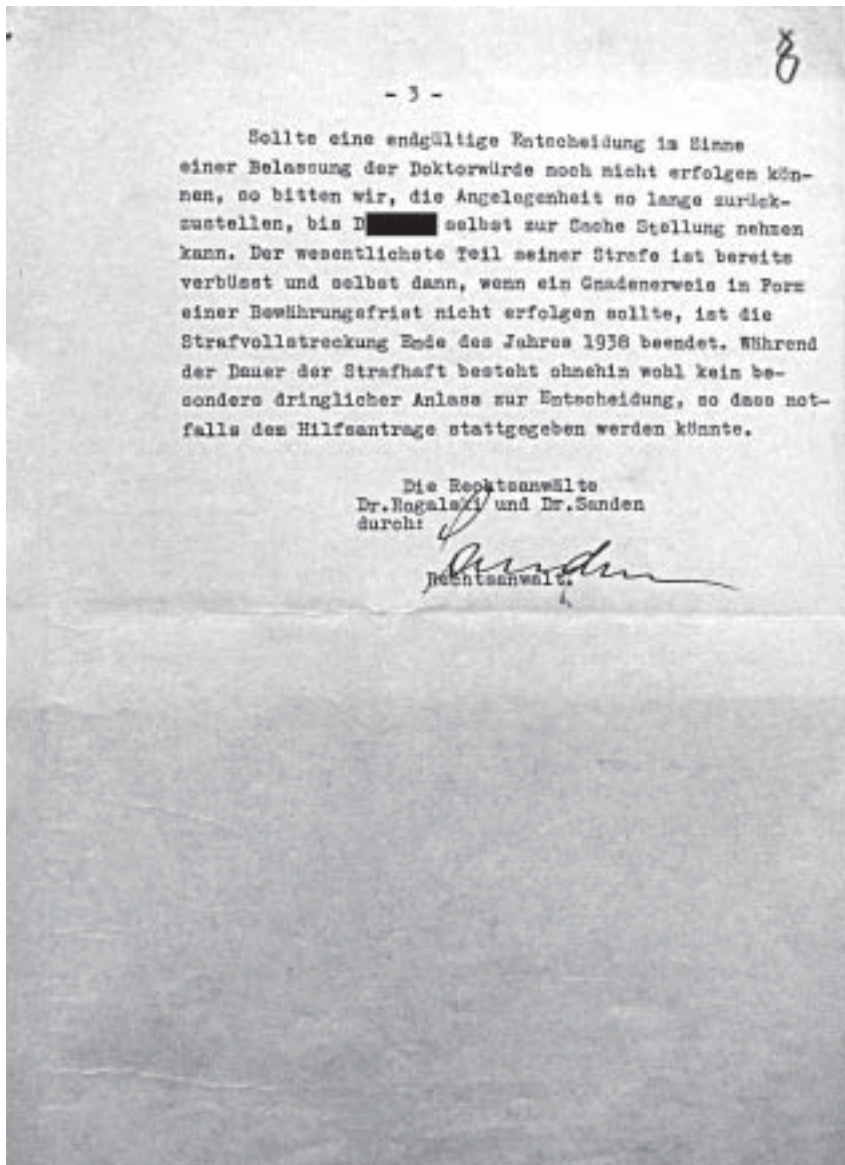 8
- 3 -
Sollte eine endgültige Entscheidung im Sinne
einer Belassung der Doktorwürde noch nicht erfolgen kön-
nen, so bitten wir, die Angelegenheit so lange zurück-
zustellen, bis D selbst zur Sache Stellung nehmen
kann. Der wesentlichste Teil seiner Strafe ist bereits
verbüsst und selbst dann, wenn ein Gnadenerweis in Form
einer Bewährungsfrist nicht erfolgen sollte, ist die
Strafvollstreckung Ende des Jahres 1938 beendet. Während
der Dauer der Strafhaft besteht ohnehin wohl kein be-
sonders dringlicher Anlass zur Entscheidung, so dass not-
falls dem Hilfsantrage stattgegeben werden könnte.
Die Rechtsanwälte
Dr.Rogalski und Dr.Sanden
durch:
Sanden
Rechtsanwalt.